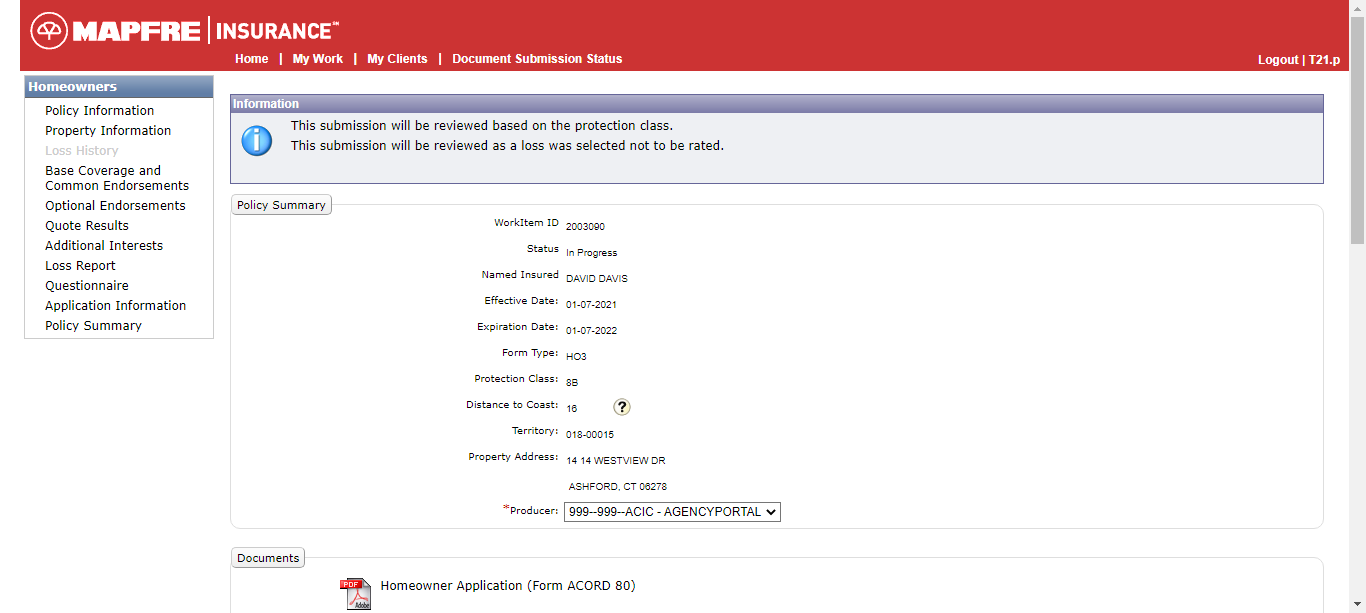 MAPFRE | INSURANCE℠
Home | My Work | My Clients | Document Submission Status
Logout | T21.p
Homeowners
Policy Information
Property Information
Loss History
Base Coverage and
Common Endorsements
Optional Endorsements
Quote Results
Additional Interests
Loss Report
Questionnaire
Application Information
Policy Summary
Information
This submission will be reviewed based on the protection class.
This submission will be reviewed as a loss was selected not to be rated.
Policy Summary
WorkItem ID 2003090
Status In Progress
Named Insured DAVID DAVIS
Effective Date: 01-07-2021
Expiration Date: 01-07-2022
Form Type: HO3
Protection Class: 8B
Distance to Coast: 16 ?
Territory: 018-00015
Property Address: 14 14 WESTVIEW DR
ASHFORD, CT 06278
*Producer: 999--999--ACIC - AGENCYPORTAL
Documents
PDF Adobe Homeowner Application (Form ACORD 80)